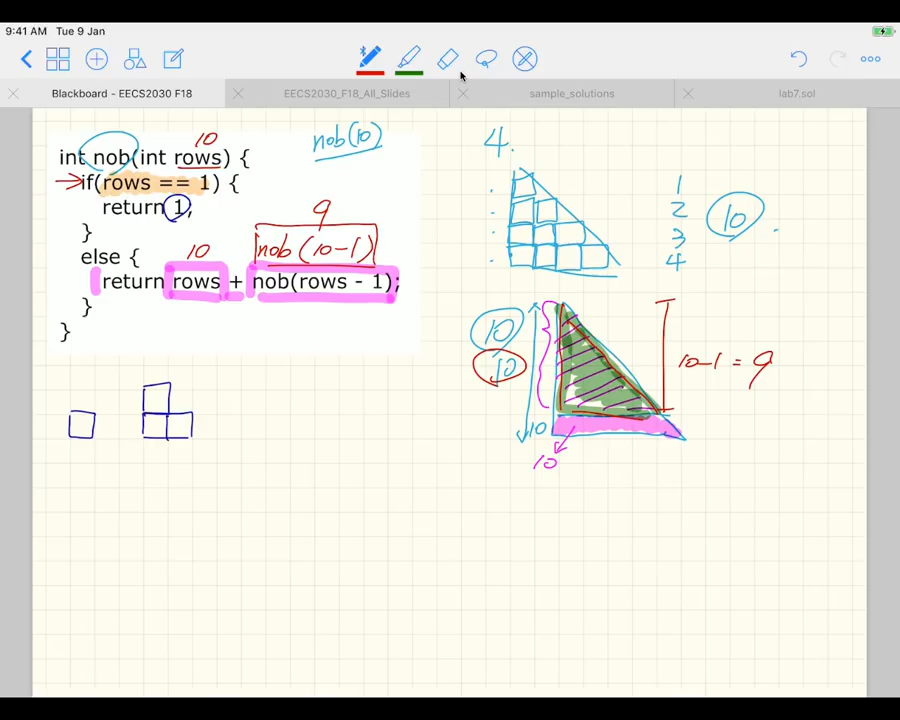 9:41 AM Tue 9 Jan
Blackboard - EECS2030 F18
EECS2030_F18_All_Slides
sample_solutions
lab7.sol
10
nob(10)
int nob(int rows) {
if(rows == 1) {
return 1;
}
9
else {
10
nob (10-1)
return rows + nob(rows - 1);
}
}
4.
1
2
3
4
10
10
10
10
10
10-1 = 9